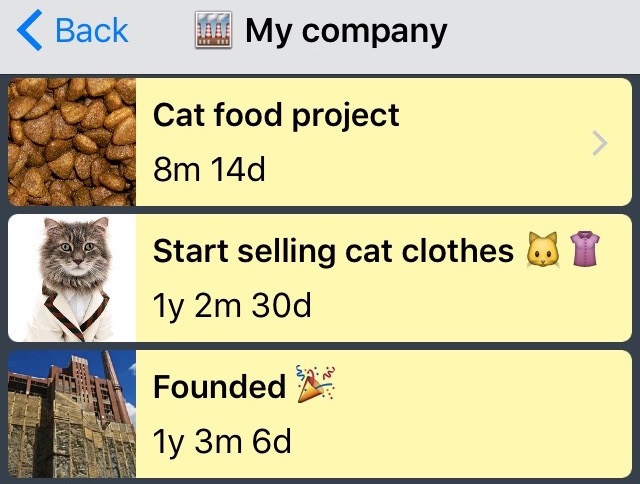 Back
🏭 My company
Cat food project
8m 14d
Start selling cat clothes 🐱👚
1y 2m 30d
Founded 🎉
1y 3m 6d